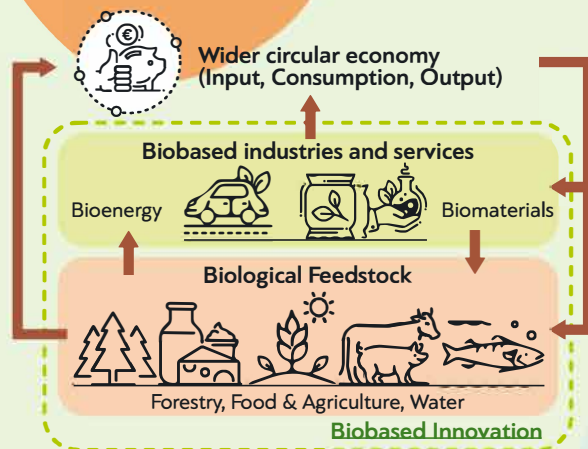 €
Wider circular economy
(Input, Consumption, Output)
Biobased industries and services
Bioenergy
Biomaterials
Biological Feedstock
Forestry, Food & Agriculture, Water
Biobased Innovation